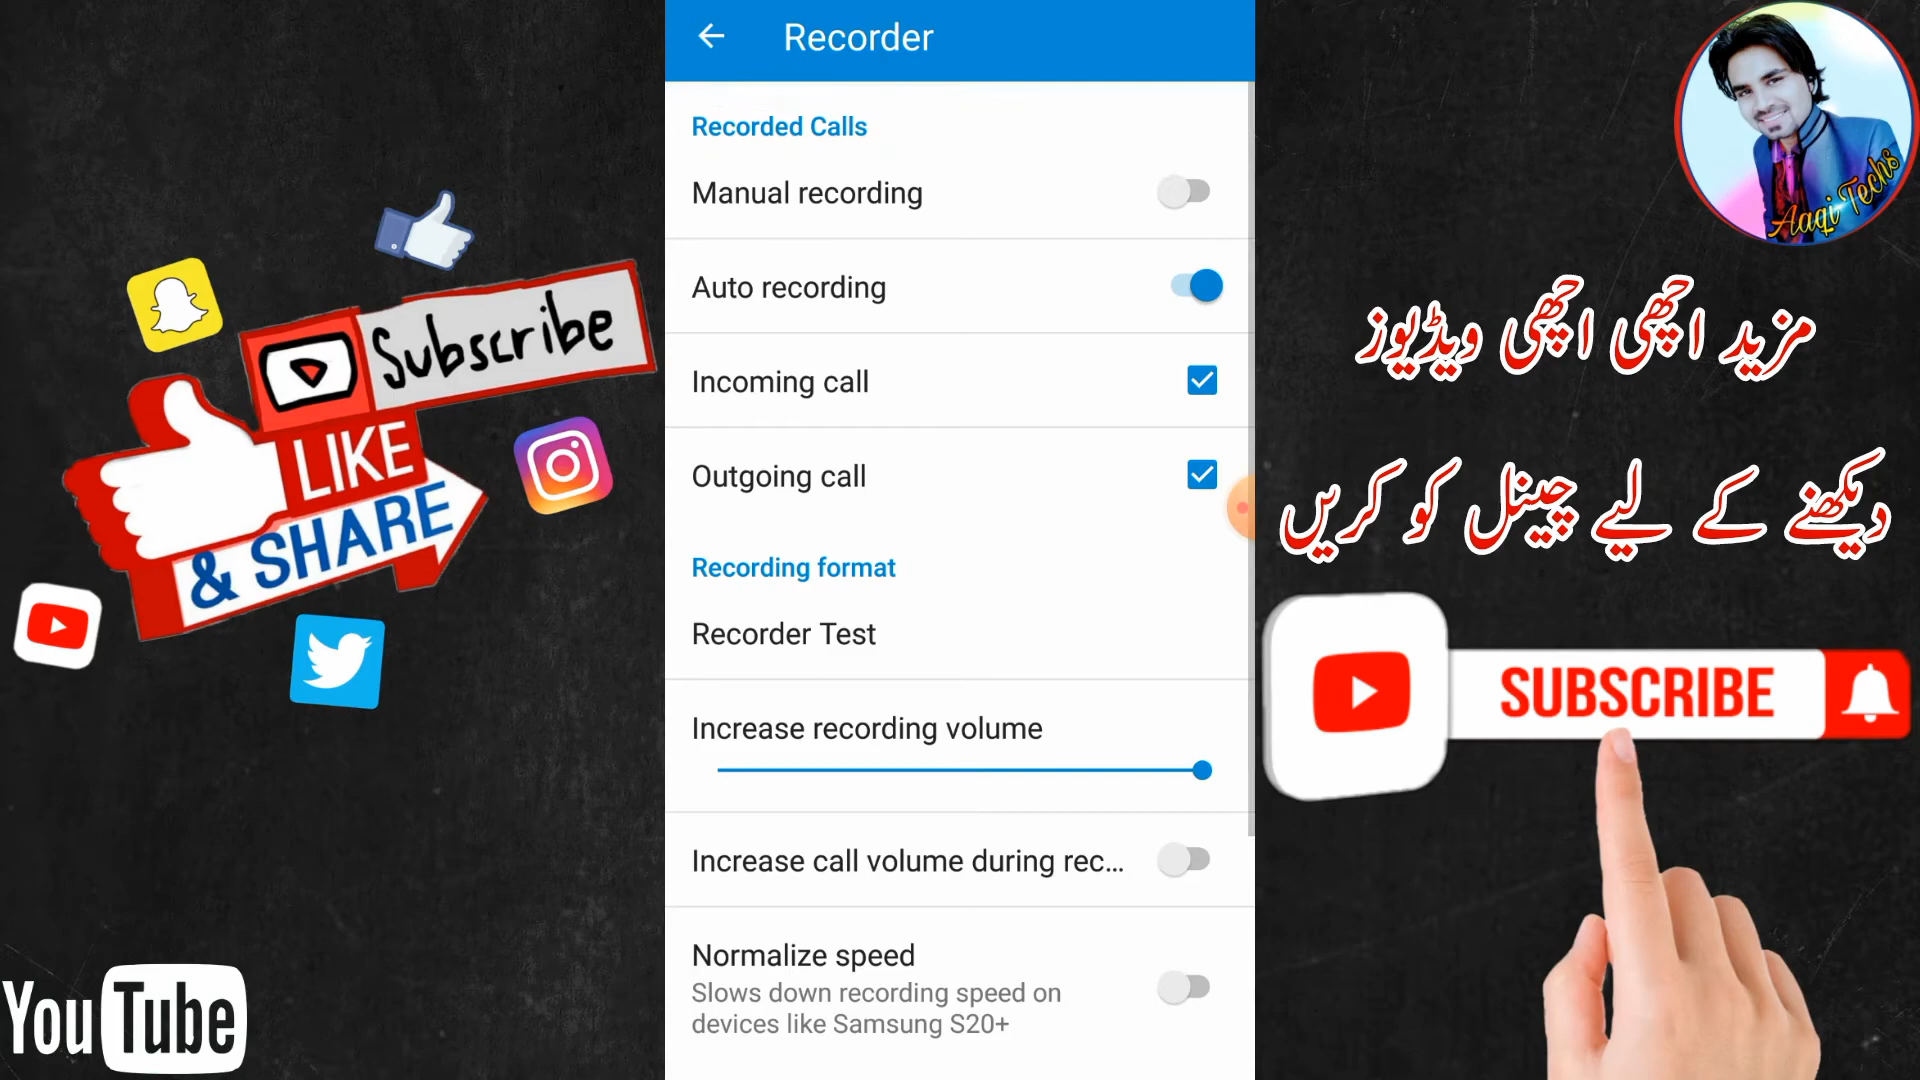 Subscribe
LIKE
& SHARE
YouTube
Recorder
Recorded Calls
Manual recording
Auto recording
Incoming call
Outgoing call
Recording format
Recorder Test
Increase recording volume
Increase call volume during rec...
Normalize speed
Slows down recording speed on
devices like Samsung S20+
Aaqi Techs
مزید اچھی اچھی ویڈیوز
دیکھنے کے لیے چینل کو کریں
SUBSCRIBE